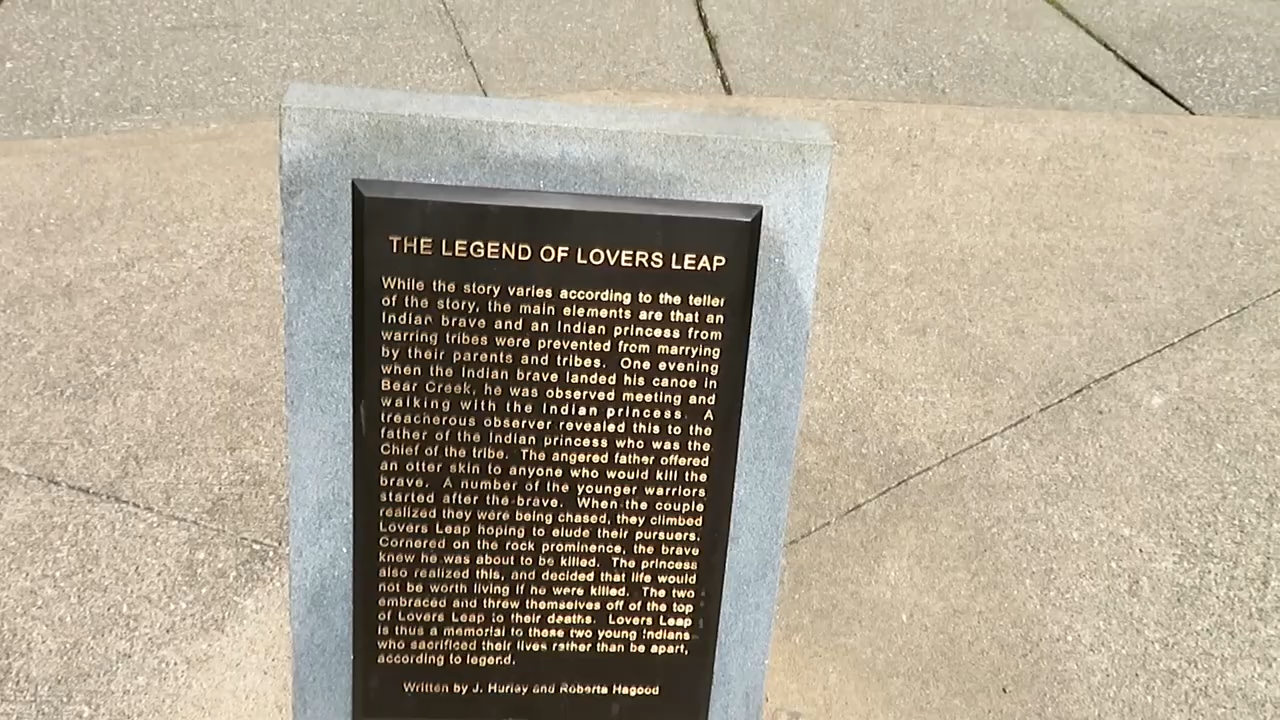 THE LEGEND OF LOVERS LEAP
While the story varies according to the teller
of the story, the main elements are that an
Indian brave and an Indian princess from
warring tribes were prevented from marrying
by their parents and tribes. One evening
when the Indian brave landed his canoe in
Bear Creek, he was observed meeting and
walking with the Indian princess. A
treacherous observer revealed this to the
father of the Indian princess who was the
Chief of the tribe. The angered father offered
an otter skin to anyone who would kill the
brave. A number of the younger warriors
started after the brave. When the couple
realized they were being chased, they climbed
Lovers Leap hoping to elude their pursuers.
Cornered on the rock prominence, the brave
knew he was about to be killed. The princess
also realized this, and decided that life would
not be worth living if he were killed. The two
embraced and threw themselves off of the top
of Lovers Leap to their deaths. Lovers Leap
is thus a memorial to these two young Indians
who sacrificed their lives rather than be apart,
according to legend.
Written by J. Hurley and Roberta Hagood